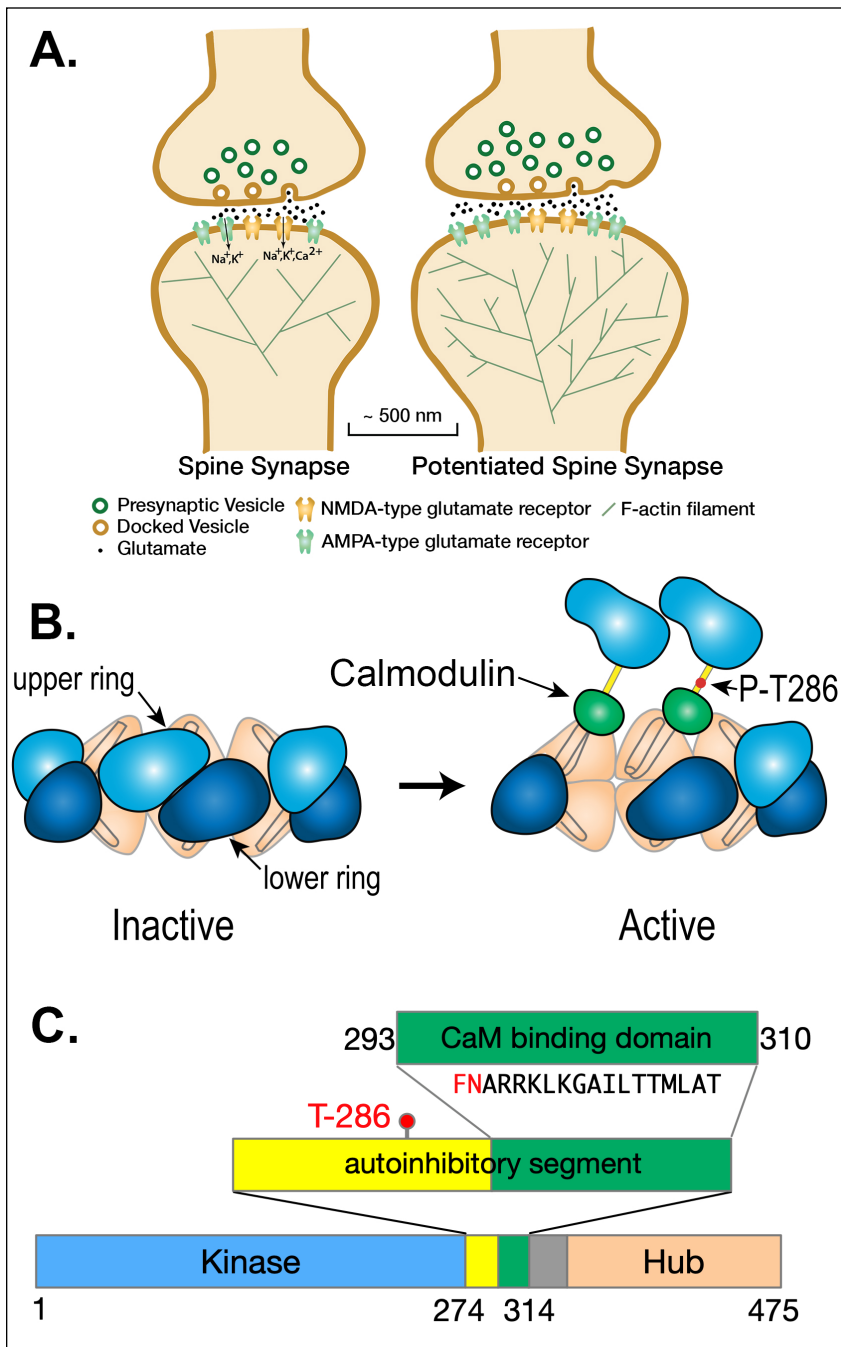 A.
Na+,K+
Na+,K+,Ca2+
~ 500 nm
Spine Synapse
Potentiated Spine Synapse
Presynaptic Vesicle
Docked Vesicle
Glutamate
NMDA-type glutamate receptor
AMPA-type glutamate receptor
F-actin filament
B.
upper ring
lower ring
Inactive
Calmodulin
P-T286
Active
C.
293
CaM binding domain
310
FNARRKLKGAILTTMLAT
T-286
autoinhibitory segment
Kinase
Hub
1
274
314
475